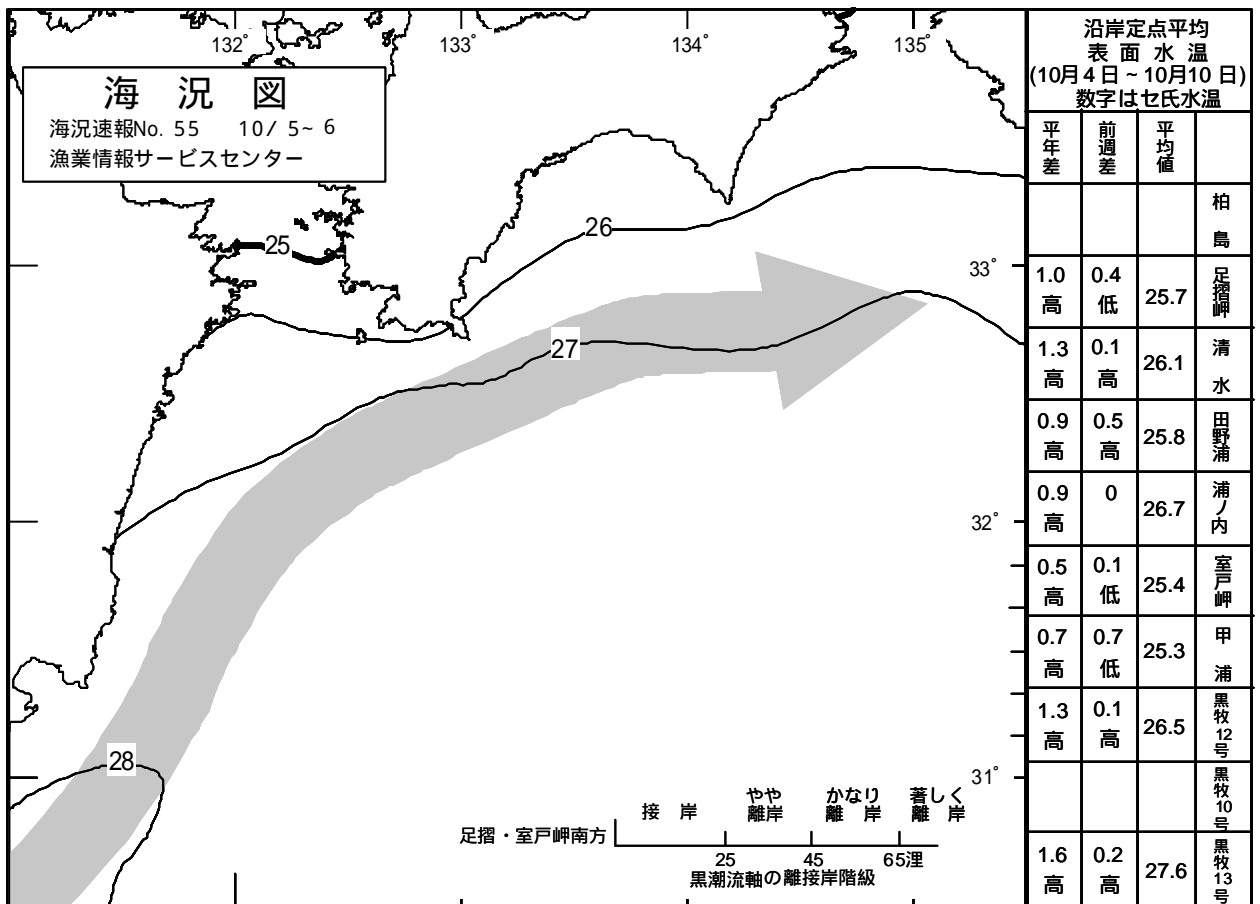 132°
133°
134°
135°
海 況 図
海況速報No. 55 10/ 5~ 6
漁業情報サービスセンター
25
26
27
28
33°
32°
31°
足摺・室戸岬南方
接 岸
やや
離岸
かなり
離 岸
著しく
離 岸
25
45
65浬
黒潮流軸の離接岸階級
沿岸定点平均
表 面 水 温
(10月4日~10月10日)
数字はセ氏水温
平年差 前週差 平均値
柏島
1.0高 0.4低 25.7 足摺岬
1.3高 0.1高 26.1 清水
0.9高 0.5高 25.8 田野浦
0.9高 0 26.7 浦ノ内
0.5高 0.1低 25.4 室戸岬
0.7高 0.7低 25.3 甲浦
1.3高 0.1高 26.5 黒牧12号
黒牧10号
1.6高 0.2高 27.6 黒牧13号